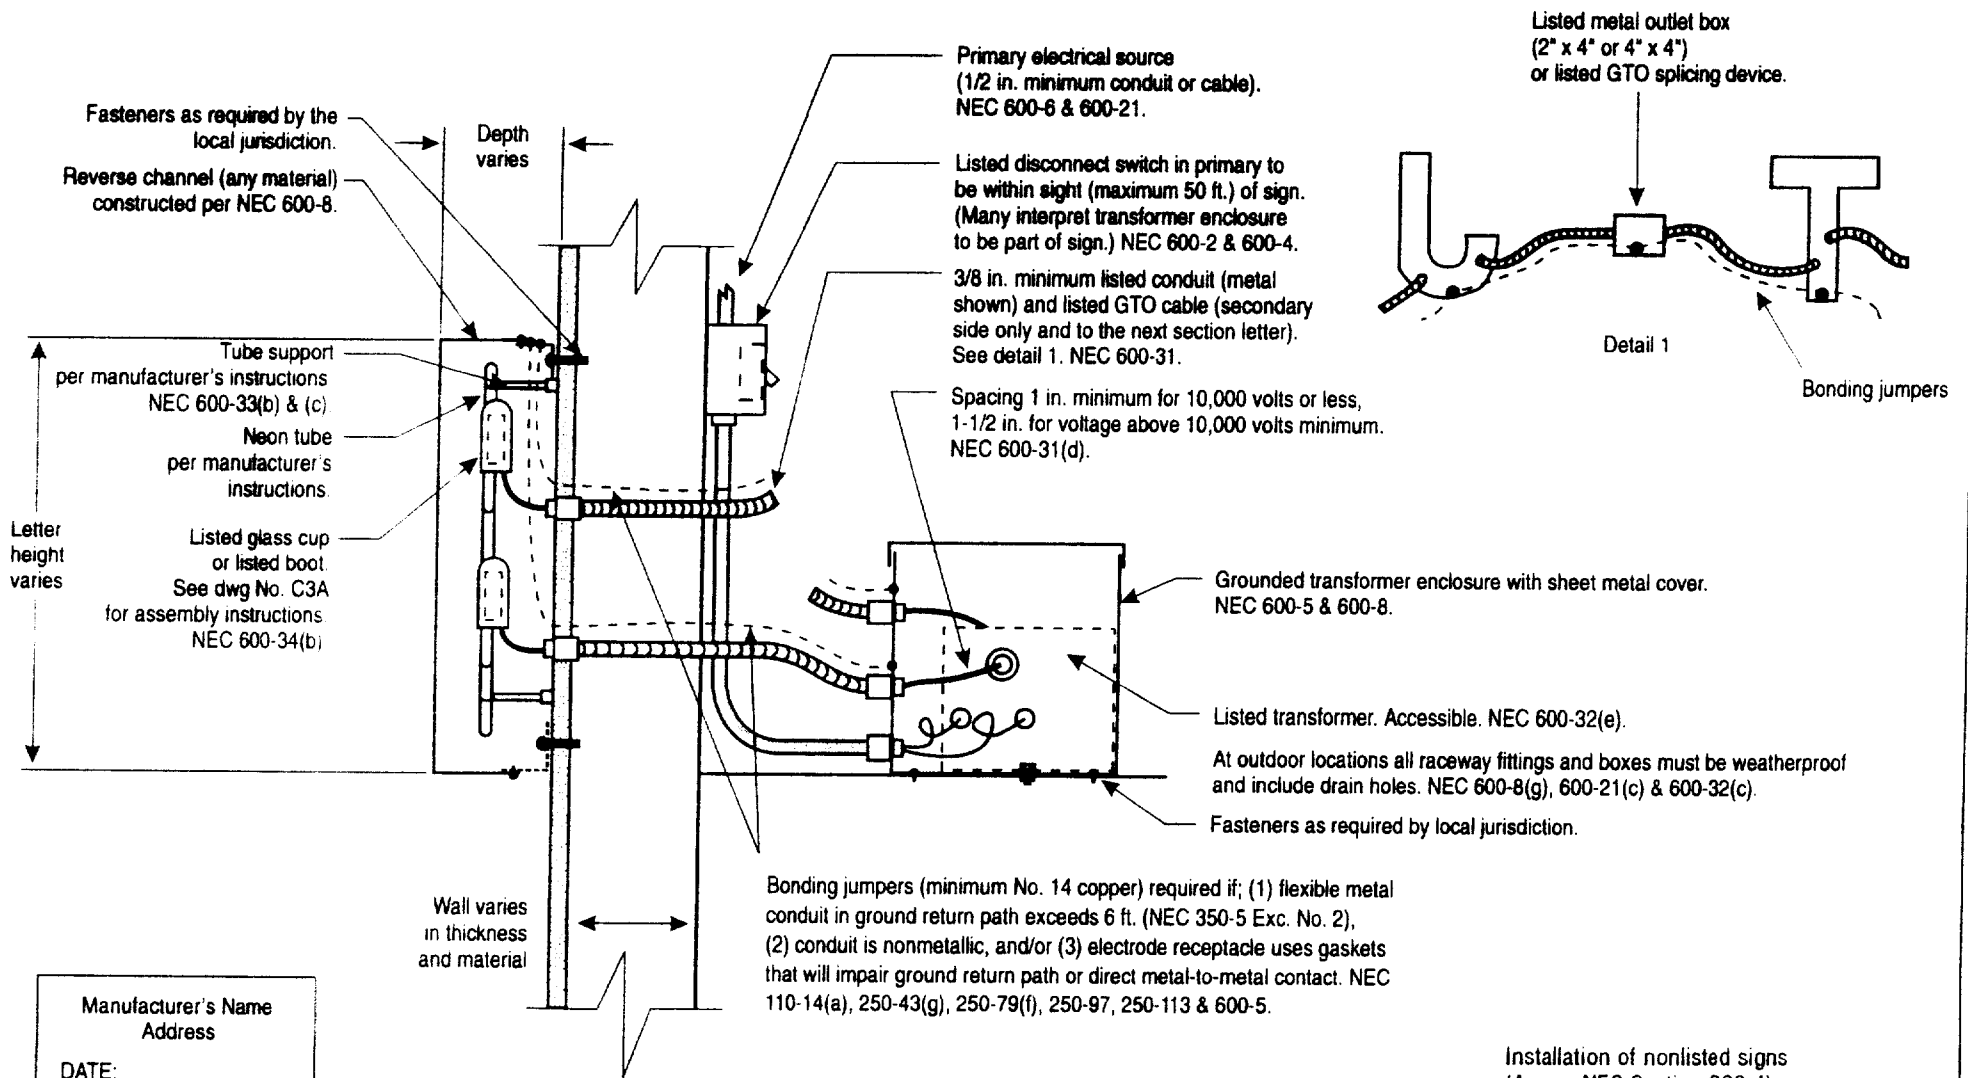 Listed metal outlet box
(2" x 4" or 4" x 4")
or listed GTO splicing device.
Primary electrical source
(1/2 in. minimum conduit or cable).
NEC 600-6 & 600-21.
Fasteners as required by the
local jurisdiction.
Depth
varies
Reverse channel (any material)
constructed per NEC 600-8.
Listed disconnect switch in primary to
be within sight (maximum 50 ft.) of sign.
(Many interpret transformer enclosure
to be part of sign.) NEC 600-2 & 600-4.
3/8 in. minimum listed conduit (metal
shown) and listed GTO cable (secondary
side only and to the next section letter).
See detail 1. NEC 600-31.
Detail 1
Bonding jumpers
Tube support
per manufacturer's instructions
NEC 600-33(b) & (c)
Neon tube
per manufacturer's
instructions.
Spacing 1 in. minimum for 10,000 volts or less,
1-1/2 in. for voltage above 10,000 volts minimum.
NEC 600-31(d).
Letter
height
varies
Listed glass cup
or listed boot.
See dwg No. C3A
for assembly instructions
NEC 600-34(b)
Grounded transformer enclosure with sheet metal cover.
NEC 600-5 & 600-8.
Listed transformer. Accessible. NEC 600-32(e).
At outdoor locations all raceway fittings and boxes must be weatherproof
and include drain holes. NEC 600-8(g), 600-21(c) & 600-32(c).
Fasteners as required by local jurisdiction.
Bonding jumpers (minimum No. 14 copper) required if; (1) flexible metal
conduit in ground return path exceeds 6 ft. (NEC 350-5 Exc. No. 2),
(2) conduit is nonmetallic, and/or (3) electrode receptacle uses gaskets
that will impair ground return path or direct metal-to-metal contact. NEC
110-14(a), 250-43(g), 250-79(f), 250-97, 250-113 & 600-5.
Wall varies
in thickness
and material
Manufacturer's Name
Address
DATE:
Installation of nonlisted signs